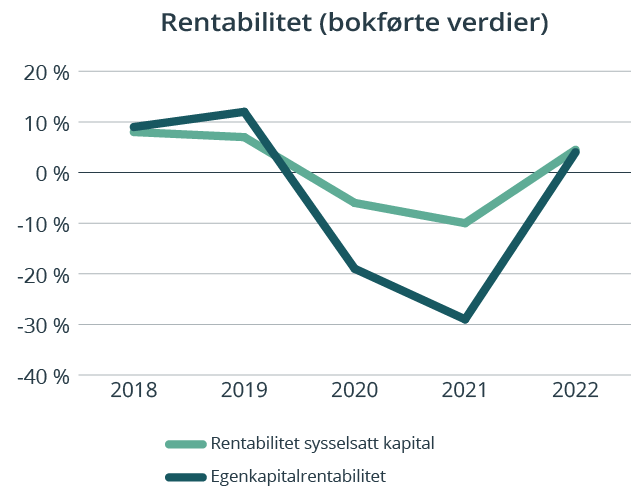 Rentabilitet (bokførte verdier)
20 %
10 %
0 %
-10 %
-20 %
-30 %
-40 %
2018 2019 2020 2021 2022
Rentabilitet sysselsatt kapital
Egenkapitalrentabilitet